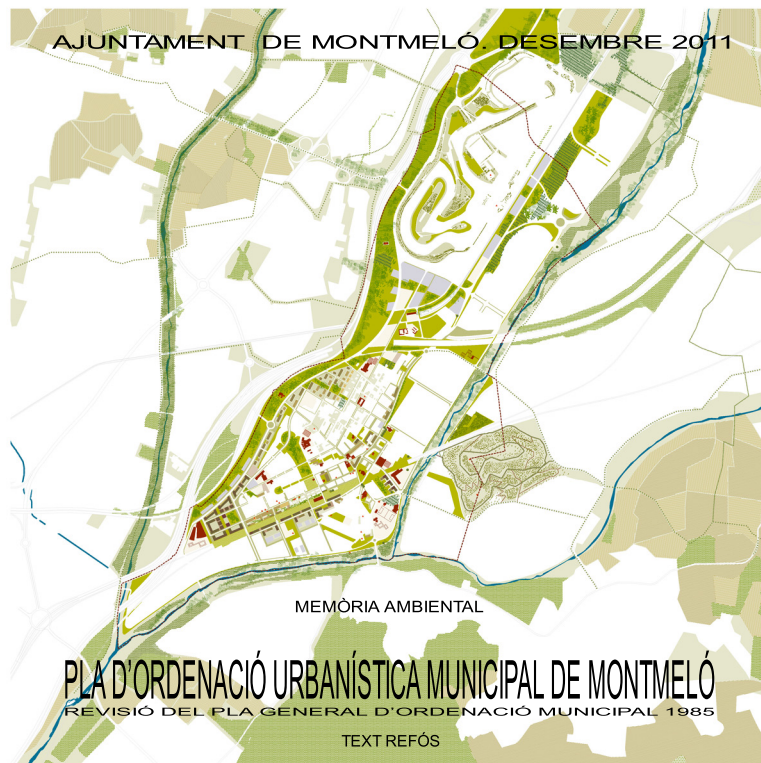 AJUNTAMENT DE MONTMELÓ. DESEMBRE 2011
MEMÒRIA AMBIENTAL
PLA D'ORDENACIÓ URBANÍSTICA MUNICIPAL DE MONTMELÓ
REVISIÓ DEL PLA GENERAL D'ORDENACIÓ MUNICIPAL 1985
TEXT REFÓS